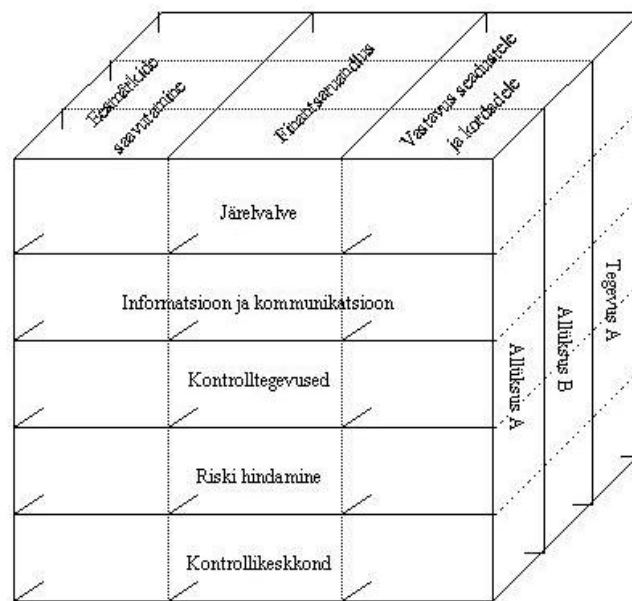 Eesmärkide
saavutamine
Finantsaruandlus
Vastavus seadustele
ja kordadele
Järelvalve
Informatsioon ja kommunikatsioon
Kontrolltegevused
Riski hindamine
Kontrollikeskkond
Allüksus A
Allüksus B
Tegevus A